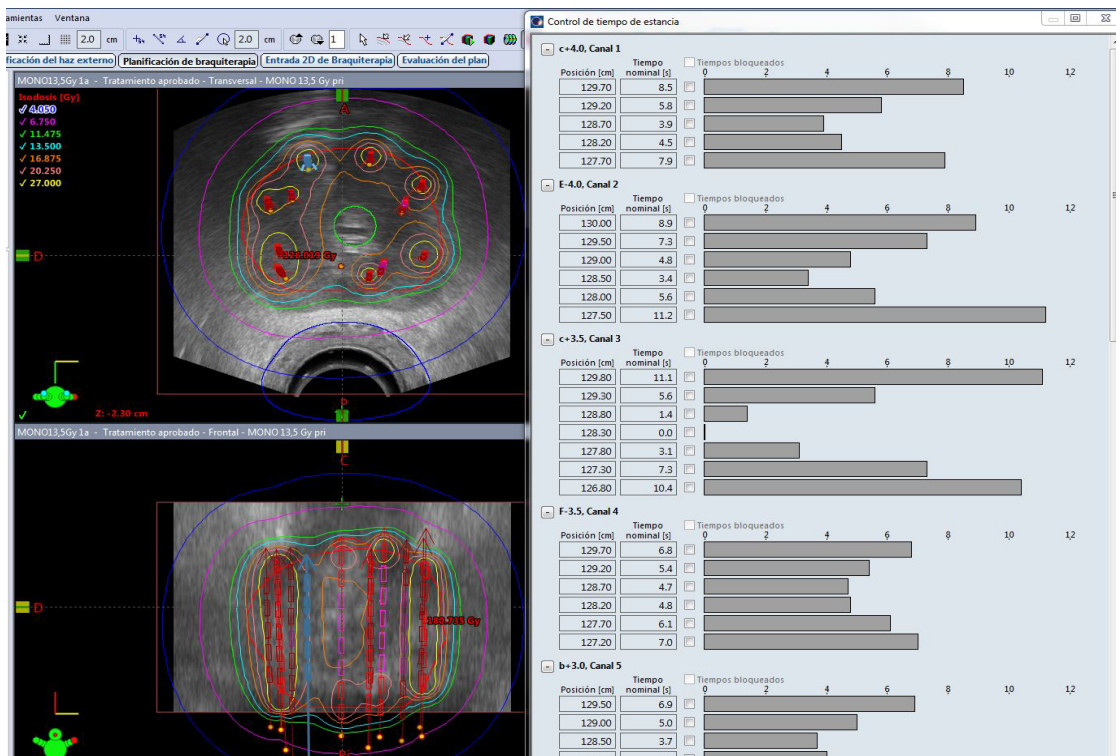 amientas Ventana
2.0 cm 2.0 cm 1
ficación del haz externo Planificación de braquiterapia Entrada 2D de Braquiterapia Evaluación del plan
MONO13,5Gy 1a - Tratamiento aprobado - Transversal - MONO 13,5 Gy pri
Isodosis [Gy]
✓ 4.050
✓ 6.750
✓ 11.475
✓ 13.500
✓ 16.875
✓ 20.250
✓ 27.000
A
D
P
Z: -2.30 cm
MONO13,5Gy 1a - Tratamiento aprobado - Frontal - MONO 13,5 Gy pri
C
D
180.745 Gy
Control de tiempo de estancia
c+4.0, Canal 1
Tiempo Tiempos bloqueados
Posición [cm] nominal [s] 0 2 4 6 8 10 12
129.70 8.5
129.20 5.8
128.70 3.9
128.20 4.5
127.70 7.9
E-4.0, Canal 2
Tiempo Tiempos bloqueados
Posición [cm] nominal [s] 0 2 4 6 8 10 12
130.00 8.9
129.50 7.3
129.00 4.8
128.50 3.4
128.00 5.6
127.50 11.2
c+3.5, Canal 3
Tiempo Tiempos bloqueados
Posición [cm] nominal [s] 0 2 4 6 8 10 12
129.80 11.1
129.30 5.6
128.80 1.4
128.30 0.0
127.80 3.1
127.30 7.3
126.80 10.4
F-3.5, Canal 4
Tiempo Tiempos bloqueados
Posición [cm] nominal [s] 0 2 4 6 8 10 12
129.70 6.8
129.20 5.4
128.70 4.7
128.20 4.8
127.70 6.1
127.20 7.0
b+3.0, Canal 5
Tiempo Tiempos bloqueados
Posición [cm] nominal [s] 0 2 4 6 8 10 12
129.50 6.9
129.00 5.0
128.50 3.7